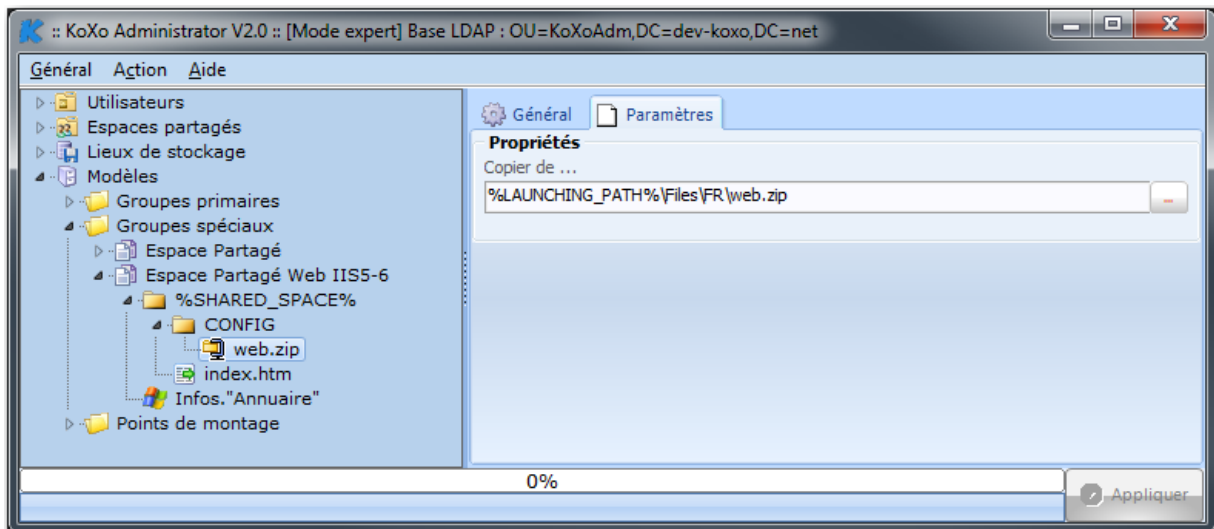 :: KoXo Administrator V2.0 :: [Mode expert] Base LDAP : OU=KoXoAdm,DC=dev-koxo,DC=net
Général Action Aide
Utilisateurs
Espaces partagés
Lieux de stockage
Modèles
Groupes primaires
Groupes spéciaux
Espace Partagé
Espace Partagé Web IIS5-6
%SHARED_SPACE%
CONFIG
web.zip
index.htm
Infos."Annuaire"
Points de montage
Général Paramètres
Propriétés
Copier de ...
%LAUNCHING_PATH%\Files\FR\web.zip
...
0%
Appliquer